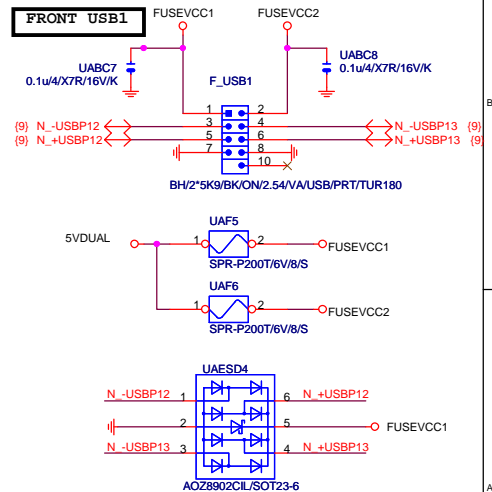 FRONT USB1
FUSEVCC1 FUSEVCC2
UABC7
0.1u/4/X7R/16V/K
UABC8
0.1u/4/X7R/16V/K
F_USB1
1 2
3 4
5 6
7 8
10
{9} N_-USBP12
{9} N_+USBP12
N_-USBP13 {9}
N_+USBP13 {9}
BH/2*5K9/BK/ON/2.54/VA/USB/PRT/TUR180
B
5VDUAL
UAF5
1 2 FUSEVCC1
SPR-P200T/6V/8/S
UAF6
1 2 FUSEVCC2
SPR-P200T/6V/8/S
UAESD4
N_-USBP12 1 6 N_+USBP12
2 5 FUSEVCC1
N_-USBP13 3 4 N_+USBP13
AOZ8902CIL/SOT23-6
A